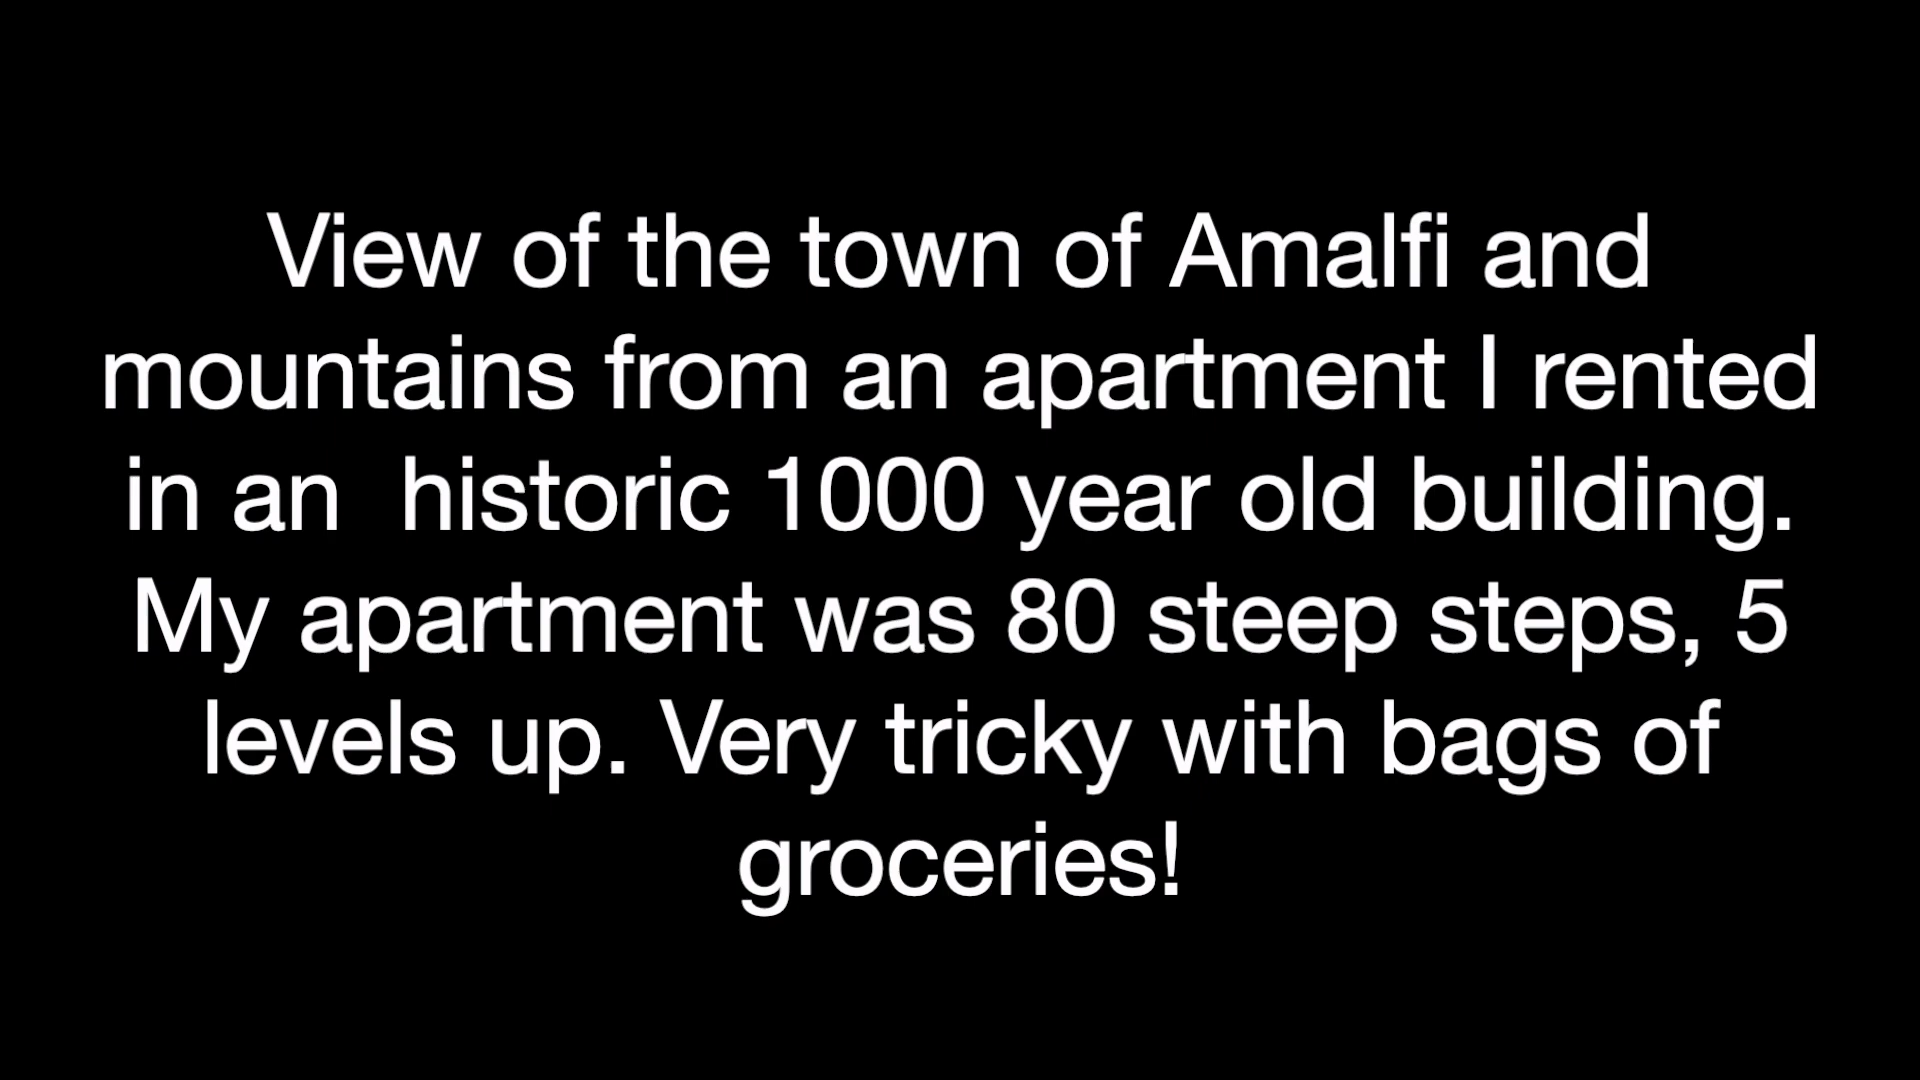 View of the town of Amalfi and
mountains from an apartment I rented
in an  historic 1000 year old building.
My apartment was 80 steep steps, 5
levels up. Very tricky with bags of
groceries!